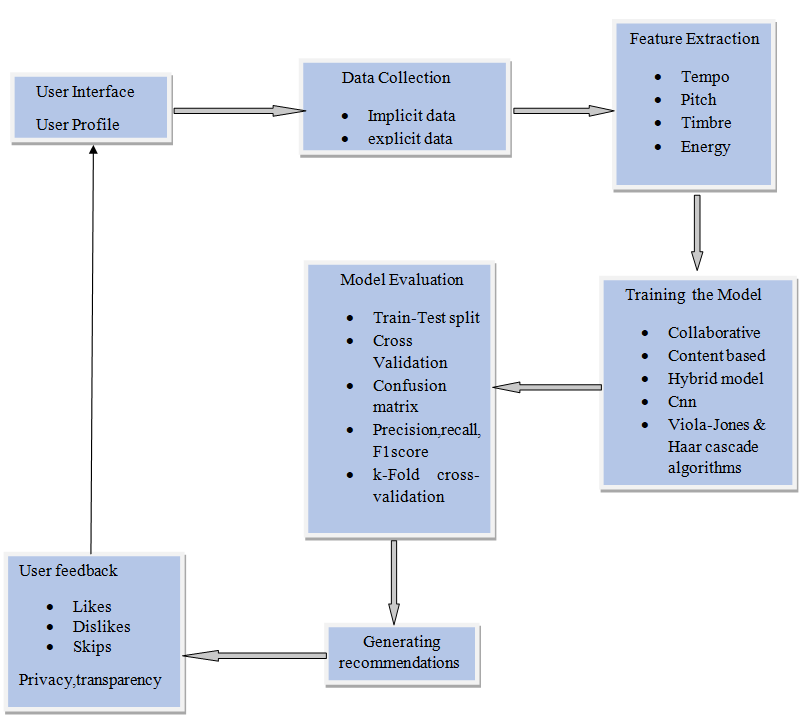 User Interface
User Profile
Data Collection
• Implicit data
• explicit data
Feature Extraction
• Tempo
• Pitch
• Timbre
• Energy
Training the Model
• Collaborative
• Content based
• Hybrid model
• Cnn
• Viola-Jones &
Haar cascade
algorithms
Model Evaluation
• Train-Test split
• Cross
Validation
• Confusion
matrix
• Precision,recall,
F1score
• k-Fold cross-
validation
Generating
recommendations
User feedback
• Likes
• Dislikes
• Skips
Privacy,transparency